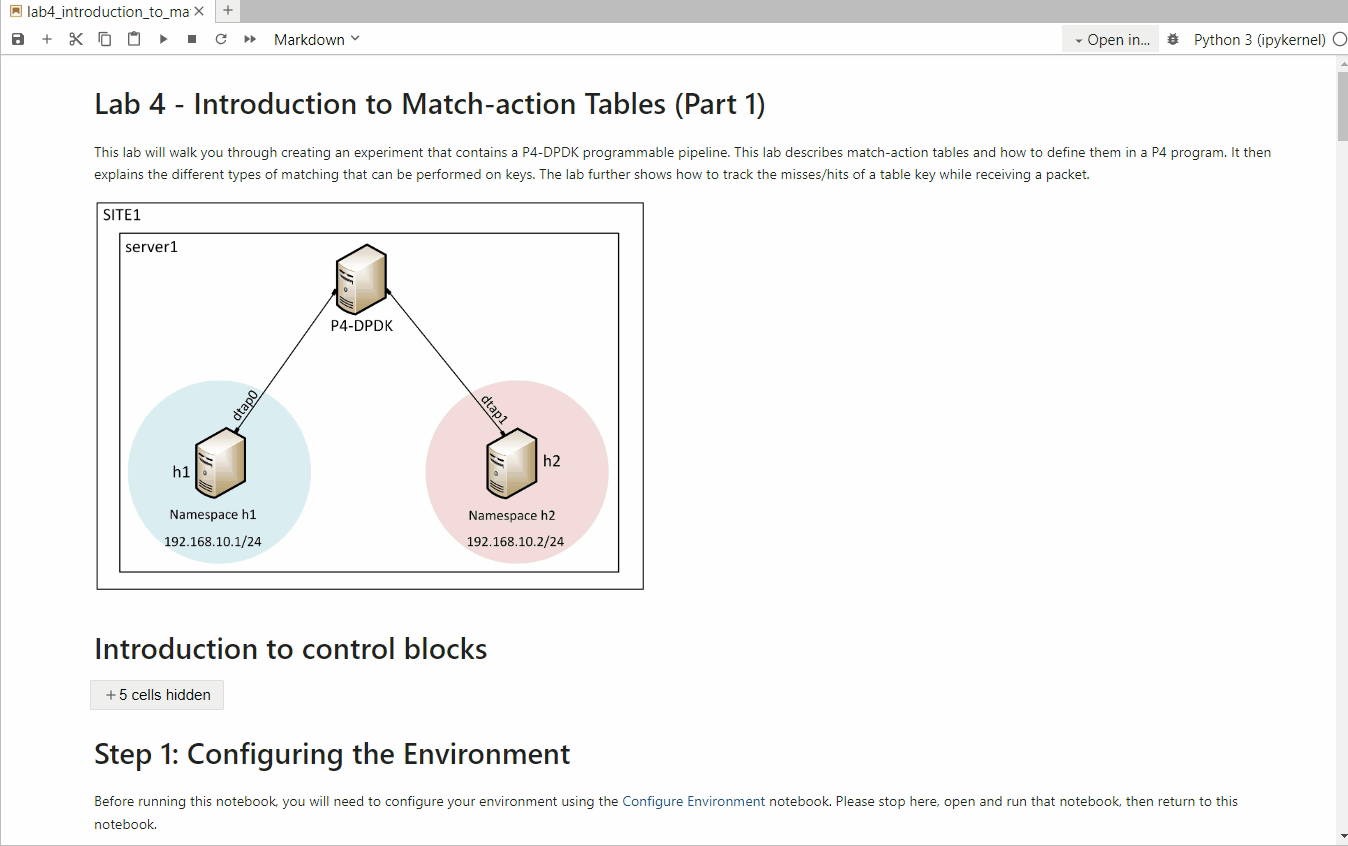 lab4_introduction_to_ma
Markdown
Open in...
Python 3 (ipykernel)
Lab 4 - Introduction to Match-action Tables (Part 1)
This lab will walk you through creating an experiment that contains a P4-DPDK programmable pipeline. This lab describes match-action tables and how to define them in a P4 program. It then
explains the different types of matching that can be performed on keys. The lab further shows how to track the misses/hits of a table key while receiving a packet.
SITE1
server1
P4-DPDK
dtap0
dtap1
h1
h2
Namespace h1
Namespace h2
192.168.10.1/24
192.168.10.2/24
Introduction to control blocks
+ 5 cells hidden
Step 1: Configuring the Environment
Before running this notebook, you will need to configure your environment using the Configure Environment notebook. Please stop here, open and run that notebook, then return to this
notebook.